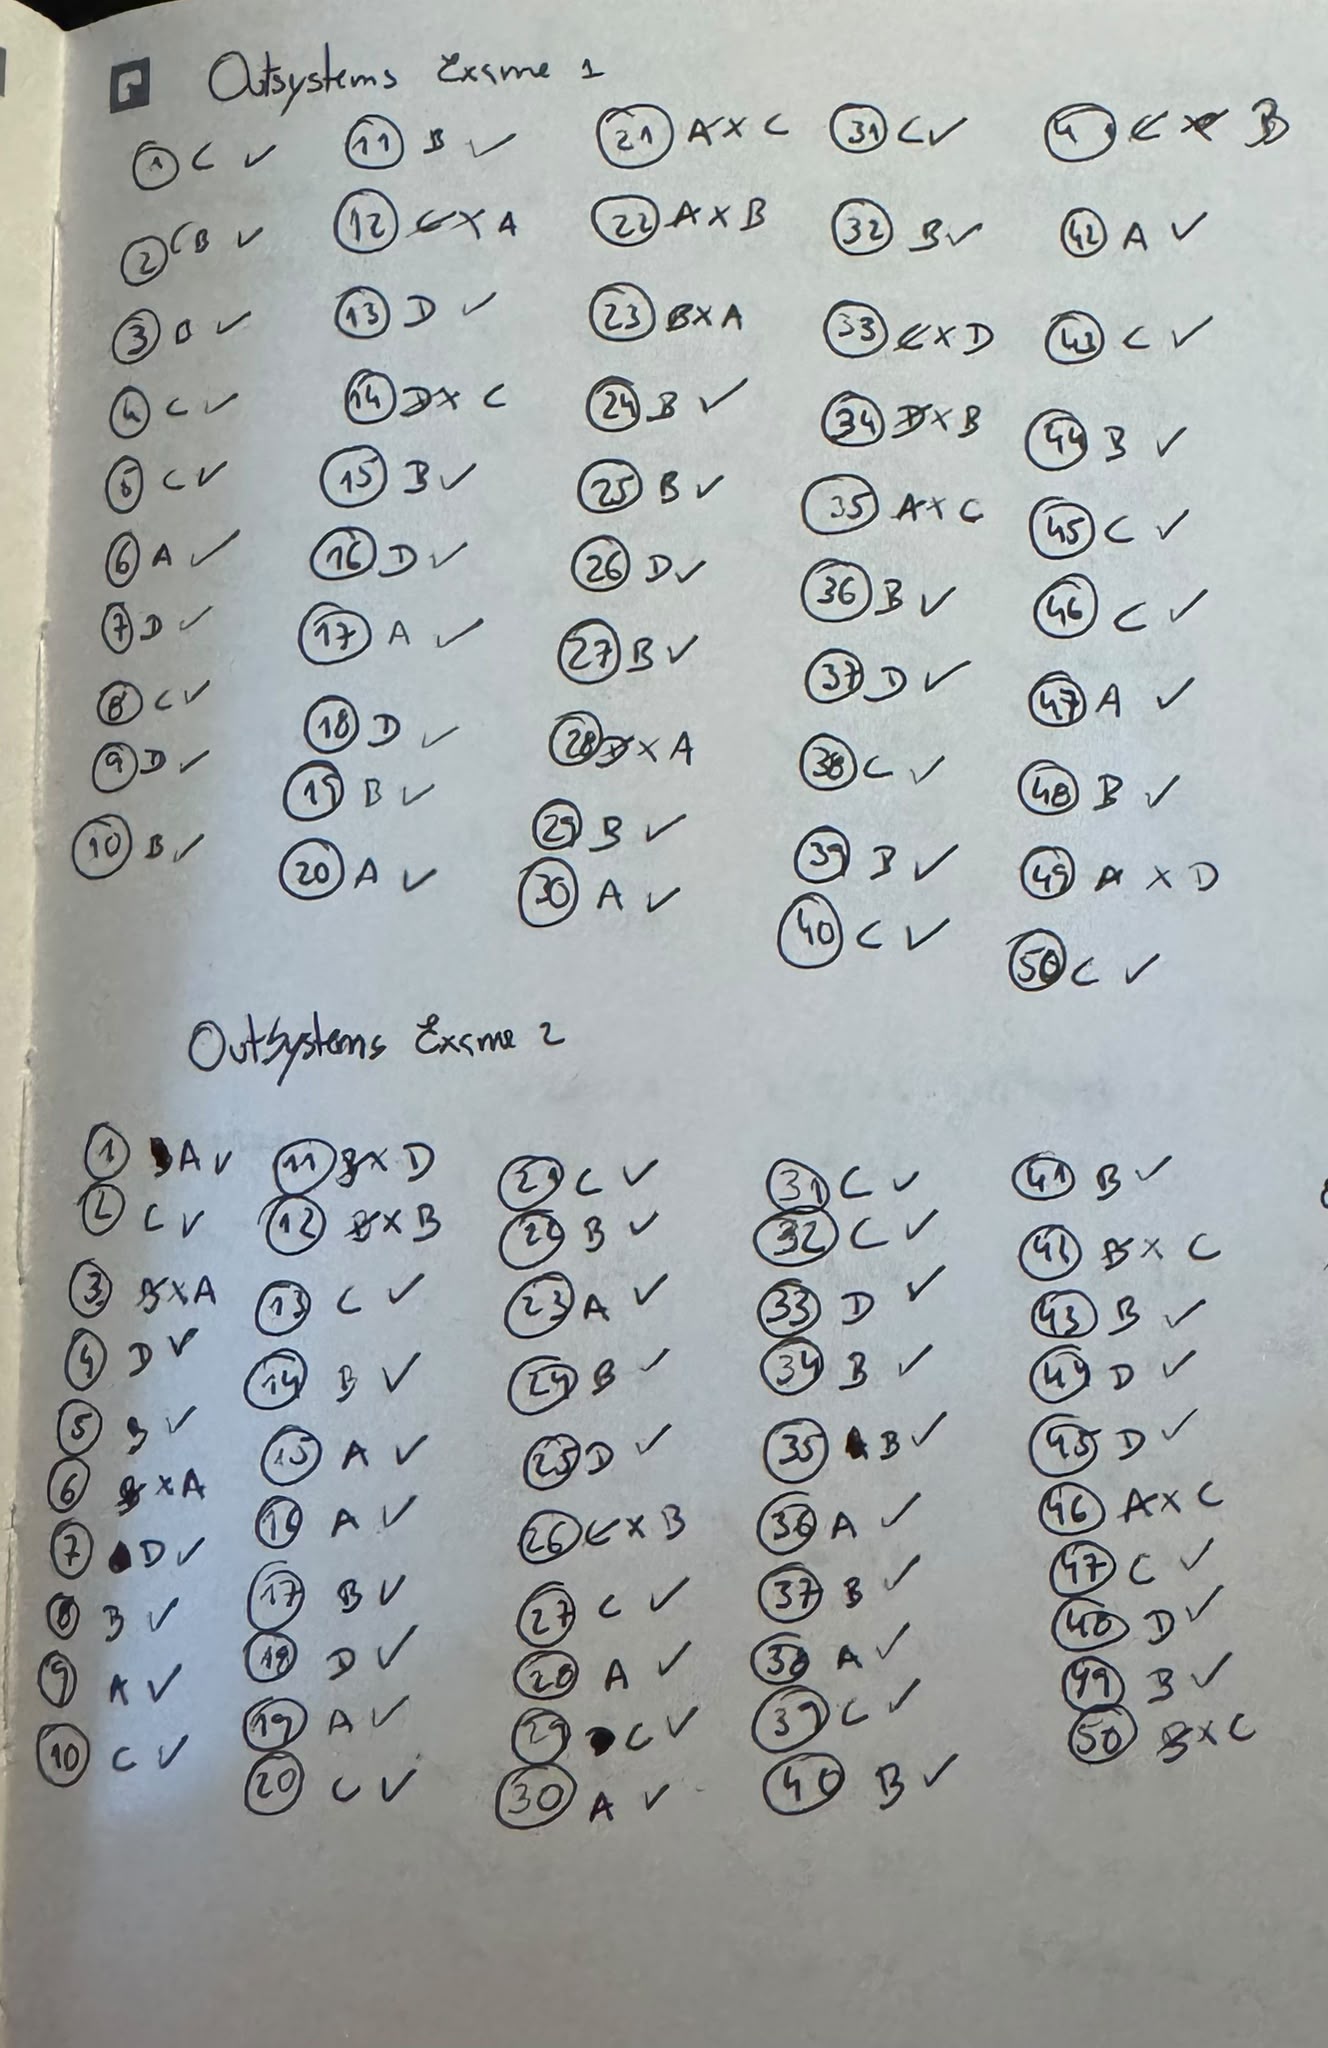 Outsystems Exame 1
1 C ✓ 11 B ✓ 21 A X C 31 C ✓ 4 C X B
2 C B ✓ 12 C X A 22 A X B 32 B ✓ 42 A ✓
3 B ✓ 13 D ✓ 23 B X A 33 C X D 43 C ✓
4 C ✓ 14 D X C 24 B ✓ 34 D X B 44 B ✓
5 C ✓ 15 B ✓ 25 B ✓ 35 A X C 45 C ✓
6 A ✓ 16 D ✓ 26 D ✓ 36 B ✓ 46 C ✓
7 D ✓ 17 A ✓ 27 B ✓ 37 D ✓ 47 A ✓
8 C ✓ 18 D ✓ 28 D X A 38 C ✓ 48 B ✓
9 D ✓ 19 B ✓ 29 B ✓ 39 B ✓ 49 A X D
10 B ✓ 20 A ✓ 30 A ✓ 40 C ✓ 50 C ✓
Outsystems Exame 2
1 A ✓ 11 B X D 21 C ✓ 31 C ✓ 41 B ✓
2 C ✓ 12 B X B 22 B ✓ 32 C ✓ 42 B X C
3 B X A 13 C ✓ 23 A ✓ 33 D ✓ 43 B ✓
4 D ✓ 14 B ✓ 24 B ✓ 34 B ✓ 44 D ✓
5 B ✓ 15 A ✓ 25 D ✓ 35 B ✓ 45 D ✓
6 B X A 16 A ✓ 26 C X B 36 A ✓ 46 A X C
7 D ✓ 17 B ✓ 27 C ✓ 37 B ✓ 47 C ✓
8 B ✓ 18 D ✓ 28 A ✓ 38 A ✓ 48 D ✓
9 A ✓ 19 A ✓ 29 C ✓ 39 C ✓ 49 B ✓
10 C ✓ 20 C ✓ 30 A ✓ 40 B ✓ 50 B X C